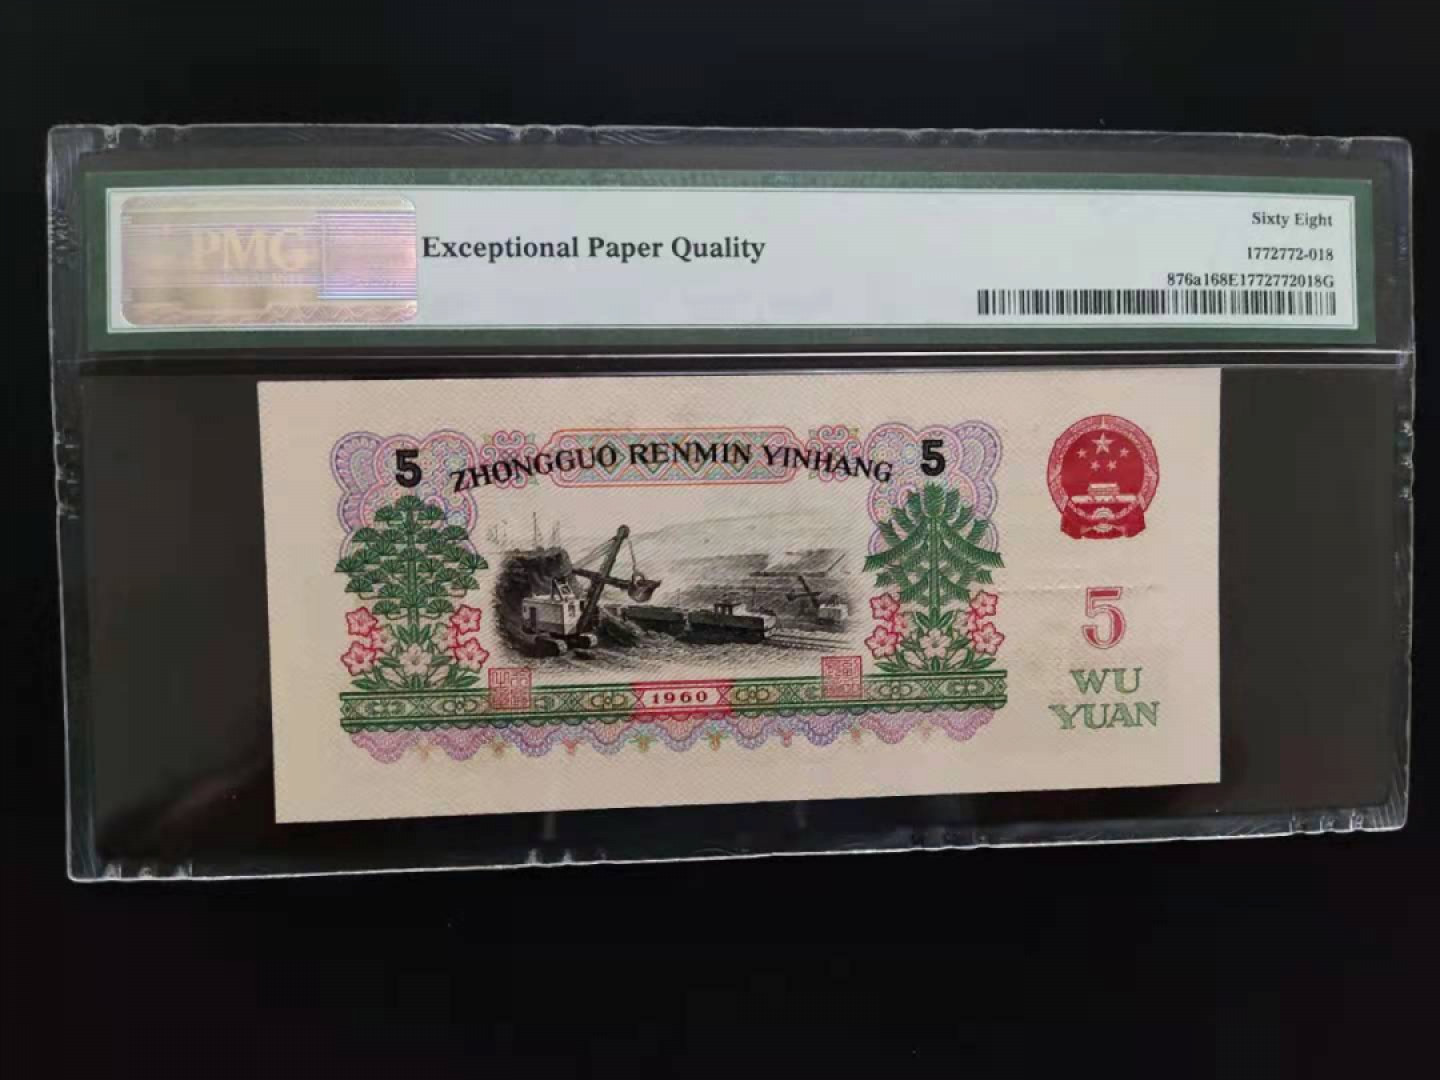 PMG
Exceptional Paper Quality
Sixty Eight
1772772-018
876a168E1772772018G
5 ZHONGGUO RENMIN YINHANG 5
5
WU
YUAN
1960